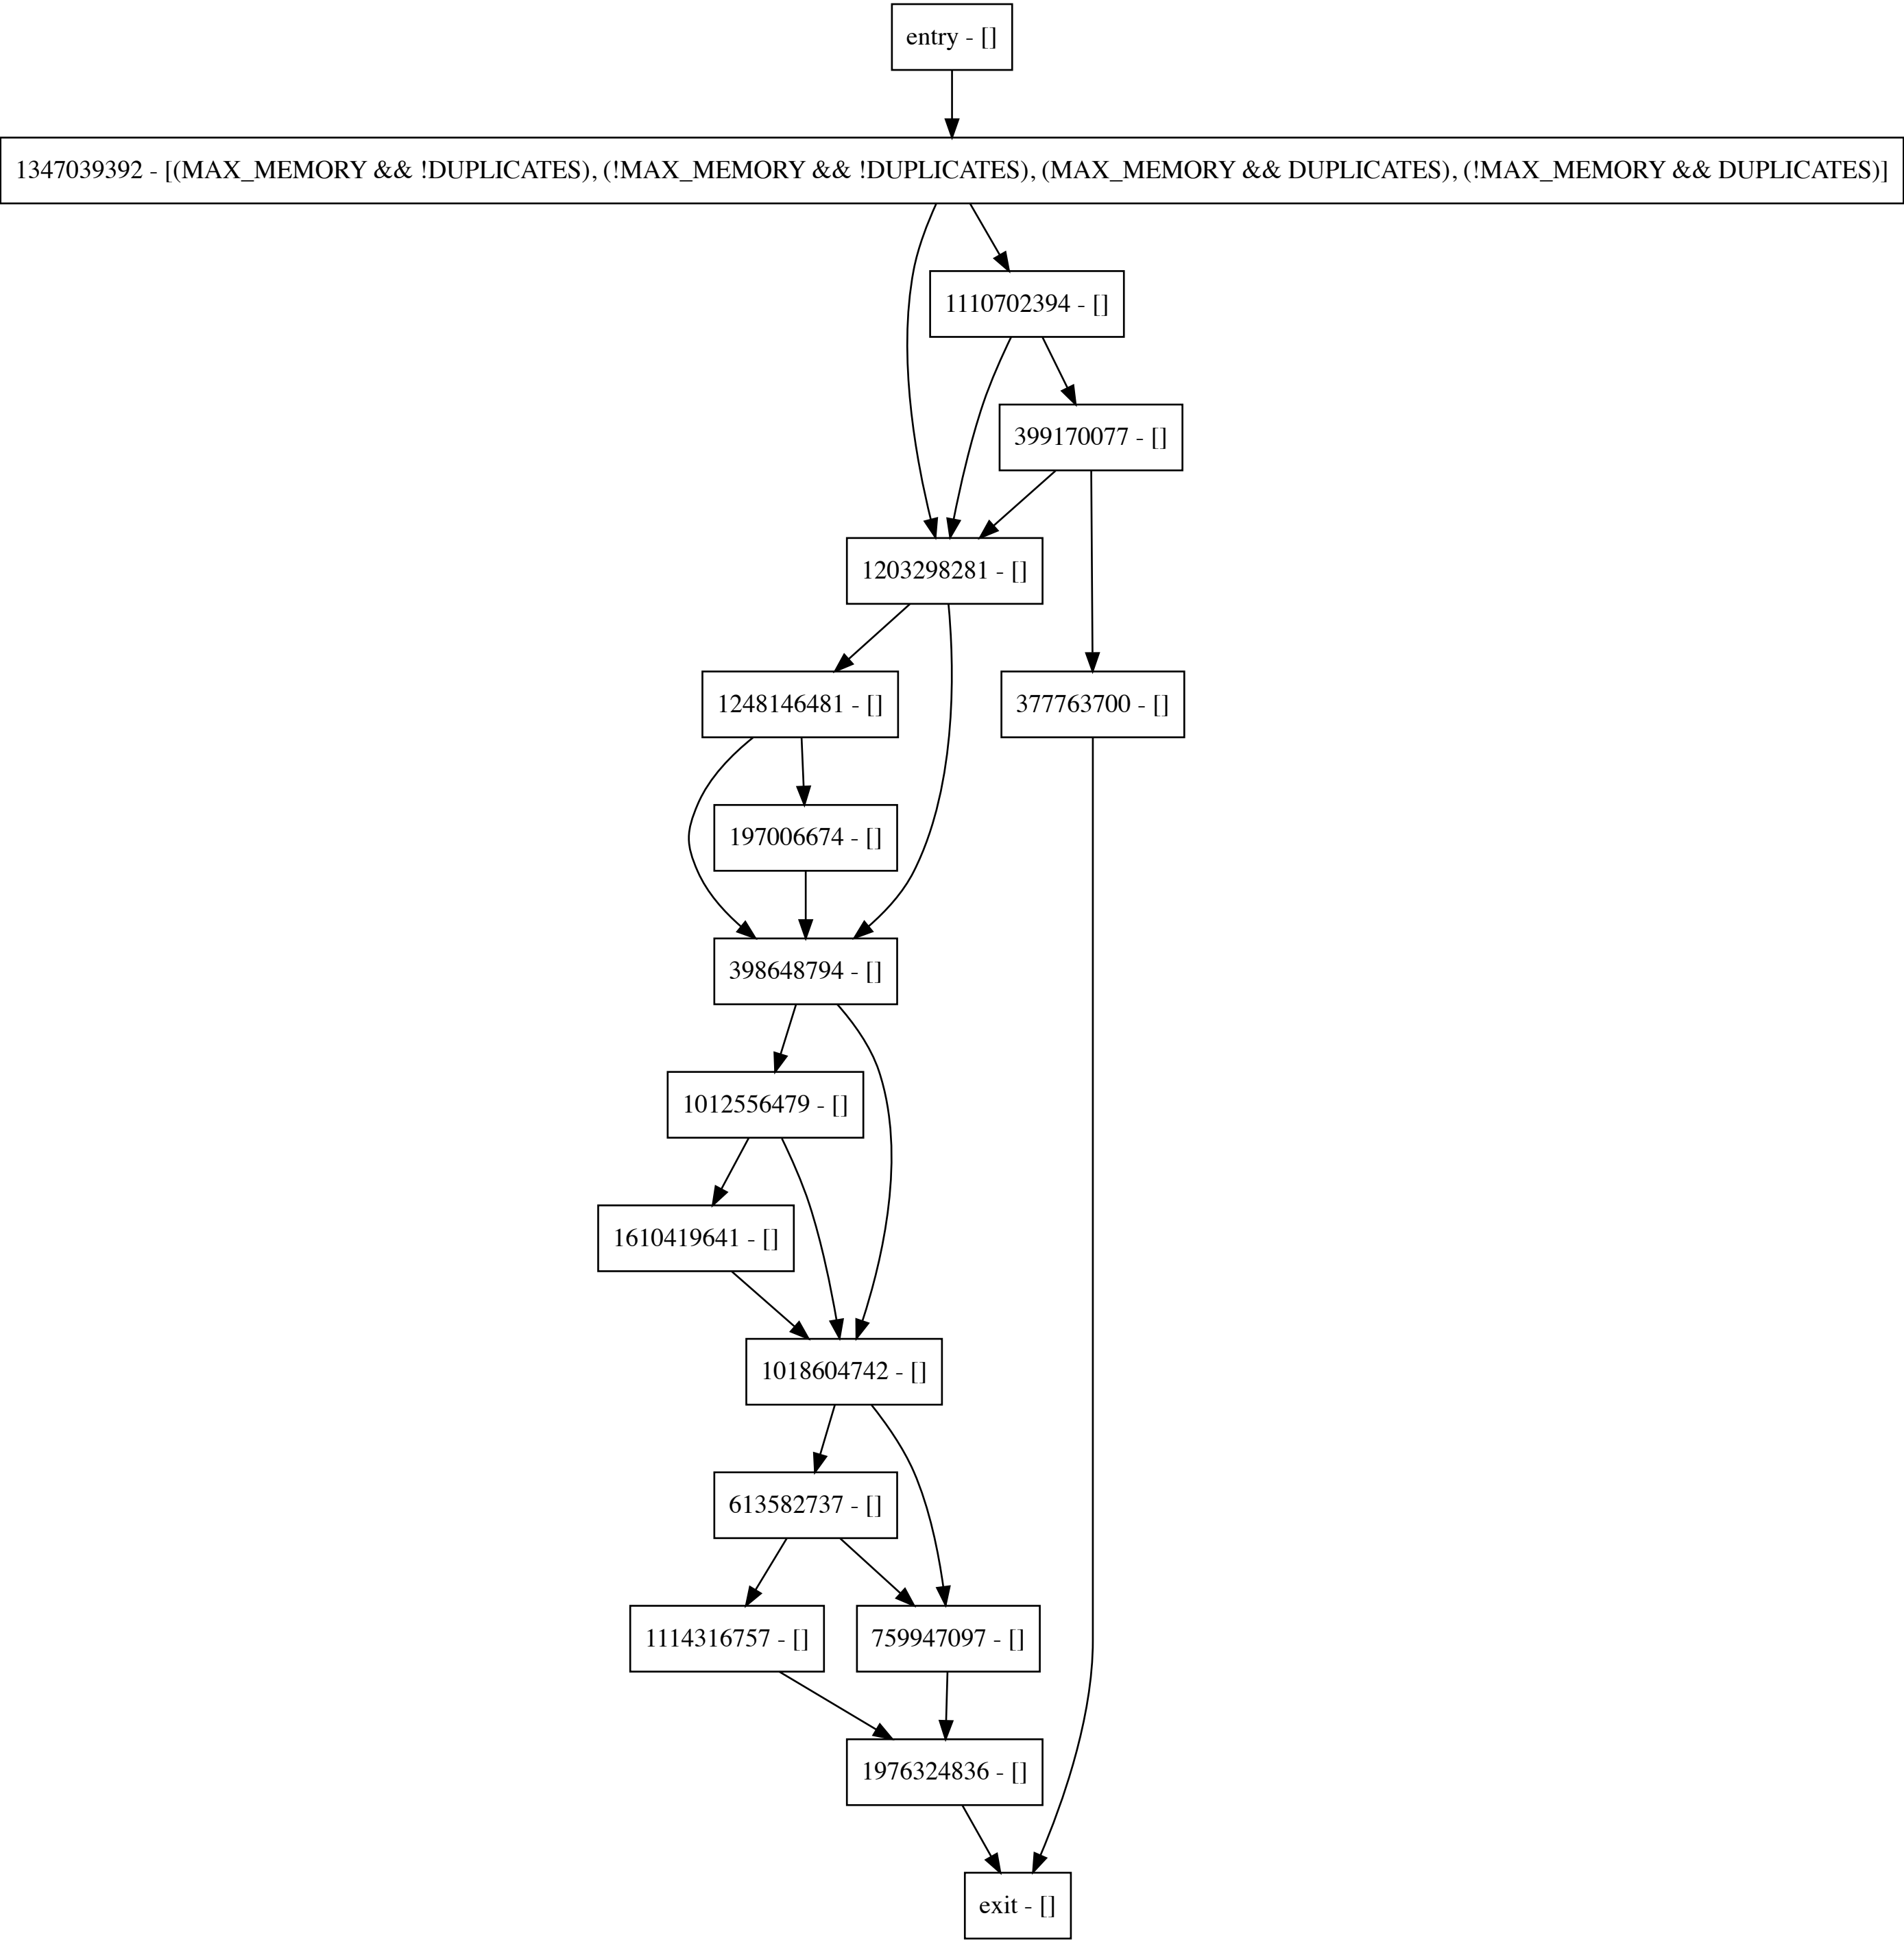 entry - []
1347039392 - [(MAX_MEMORY && !DUPLICATES), (!MAX_MEMORY && !DUPLICATES), (MAX_MEMORY && DUPLICATES), (!MAX_MEMORY && DUPLICATES)]
1110702394 - []
399170077 - []
1203298281 - []
1248146481 - []
377763700 - []
197006674 - []
398648794 - []
1012556479 - []
1610419641 - []
1018604742 - []
613582737 - []
1114316757 - []
759947097 - []
1976324836 - []
exit - []